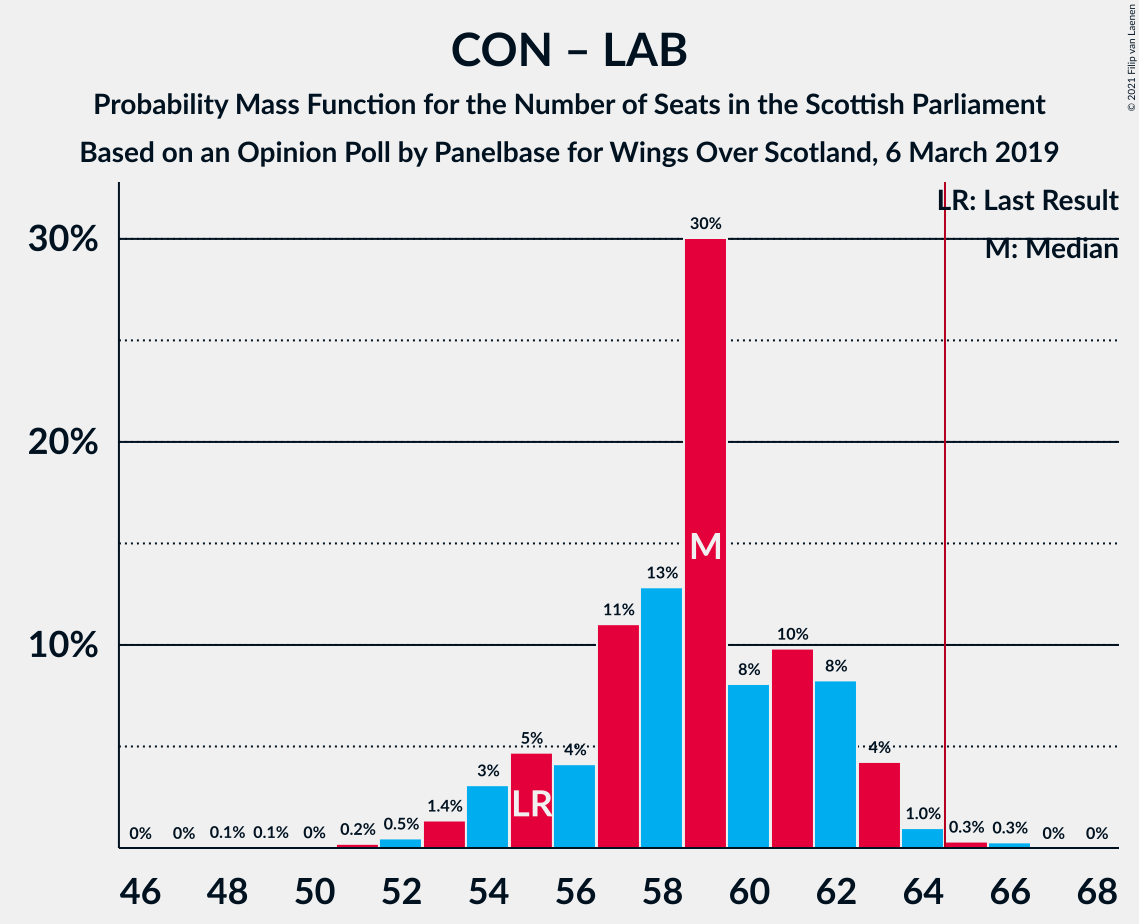 CON – LAB
Probability Mass Function for the Number of Seats in the Scottish Parliament
Based on an Opinion Poll by Panelbase for Wings Over Scotland, 6 March 2019
© 2021 Filip van Laenen
LR: Last Result
M: Median
30%
20%
10%
0% 0% 0.1% 0.1% 0% 0.2% 0.5% 1.4% 3% 5% 4% 11% 13% 30% 8% 10% 8% 4% 1.0% 0.3% 0.3% 0% 0%
M
LR
46 48 50 52 54 56 58 60 62 64 66 68